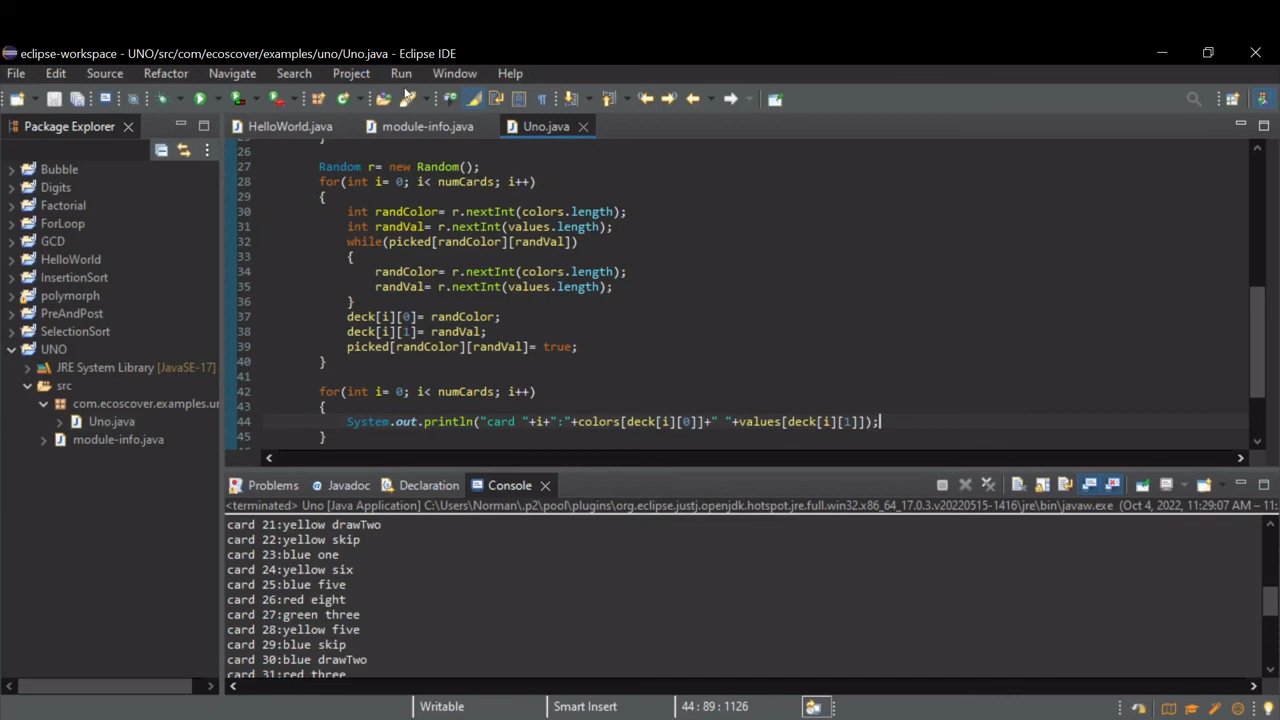 eclipse-workspace - UNO/src/com/ecoscover/examples/uno/Uno.java - Eclipse IDE
File Edit Source Refactor Navigate Search Project Run Window Help
Package Explorer
HelloWorld.java module-info.java Uno.java
Bubble
Digits
Factorial
ForLoop
GCD
HelloWorld
InsertionSort
polymorph
PreAndPost
SelectionSort
UNO
JRE System Library [JavaSE-17]
src
com.ecoscover.examples.ur
Uno.java
module-info.java
25 }
26
27 Random r= new Random();
28 for(int i= 0; i< numCards; i++)
29 {
30 int randColor= r.nextInt(colors.length);
31 int randVal= r.nextInt(values.length);
32 while(picked[randColor][randVal])
33 {
34 randColor= r.nextInt(colors.length);
35 randVal= r.nextInt(values.length);
36 }
37 deck[i][0]= randColor;
38 deck[i][1]= randVal;
39 picked[randColor][randVal]= true;
40 }
41
42 for(int i= 0; i< numCards; i++)
43 {
44 System.out.println("card "+i+":"+colors[deck[i][0]]+" "+values[deck[i][1]]);
45 }
Problems Javadoc Declaration Console
<terminated> Uno [Java Application] C:\Users\Norman\.p2\pool\plugins\org.eclipse.justj.openjdk.hotspot.jre.full.win32.x86_64_17.0.3.v20220515-1416\jre\bin\javaw.exe (Oct 4, 2022, 11:29:07 AM – 11:
card 21:yellow drawTwo
card 22:yellow skip
card 23:blue one
card 24:yellow six
card 25:blue five
card 26:red eight
card 27:green three
card 28:yellow five
card 29:blue skip
card 30:blue drawTwo
card 31:red three
Writable Smart Insert 44 : 89 : 1126